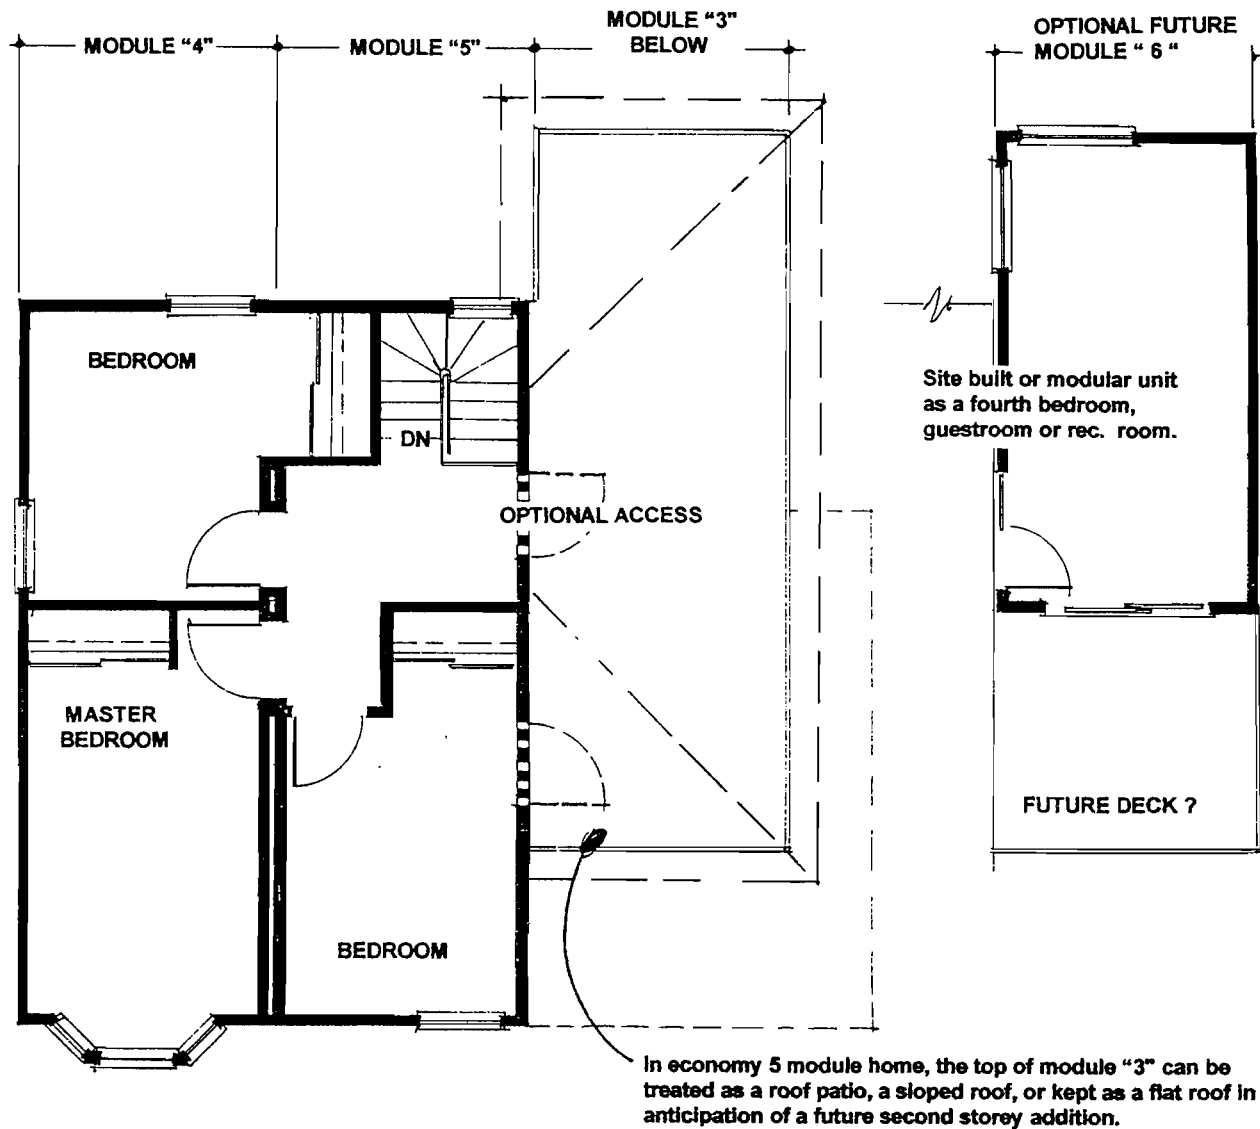 MODULE “4”
MODULE “5”
MODULE “3”
BELOW
OPTIONAL FUTURE
MODULE “ 6 “
BEDROOM
DN
Site built or modular unit
as a fourth bedroom,
guestroom or rec. room.
OPTIONAL ACCESS
MASTER
BEDROOM
FUTURE DECK ?
BEDROOM
In economy 5 module home, the top of module “3” can be
treated as a roof patio, a sloped roof, or kept as a flat roof in
anticipation of a future second storey addition.